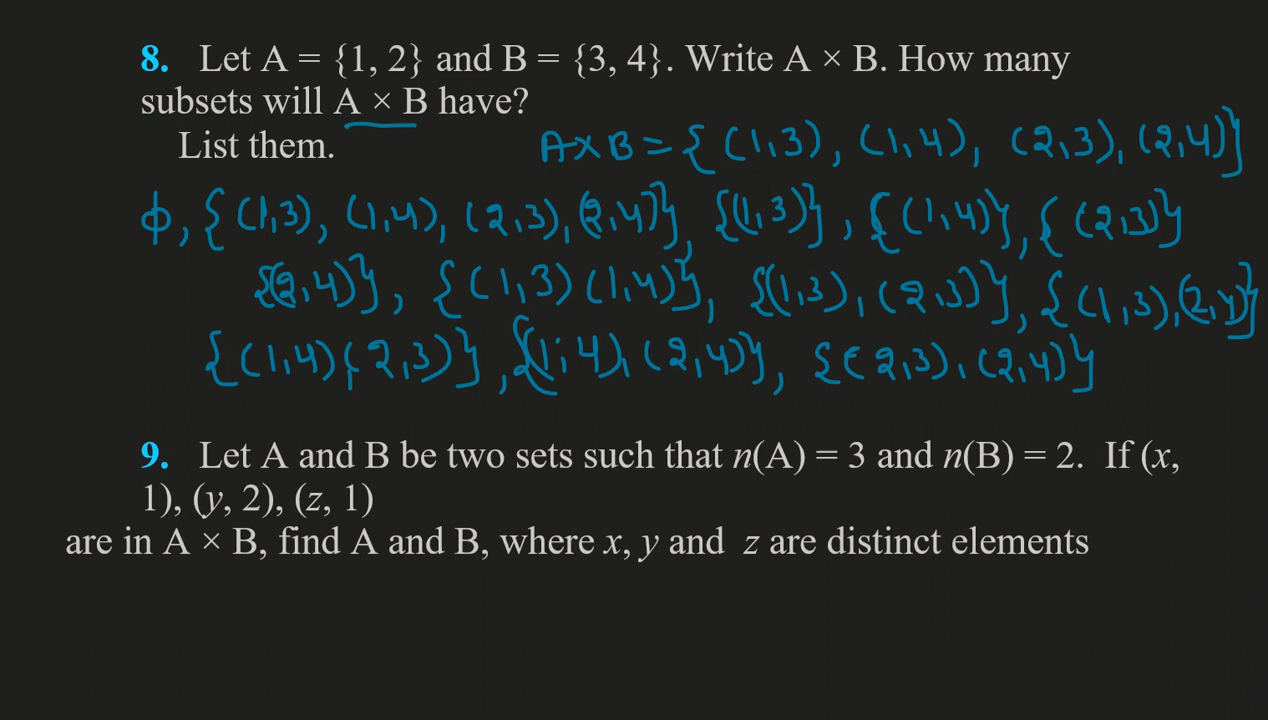 8. Let A = {1, 2} and B = {3, 4}. Write A × B. How many
subsets will A × B have?
List them.
A×B = {(1,3), (1,4), (2,3), (2,4)}
ϕ, {(1,3), (1,4), (2,3), (2,4)}, {(1,3)}, {(1,4)}, {(2,3)}
{(2,4)}, {(1,3)(1,4)}, {(1,3), (2,3)}, {(1,3), (2,4)}
{(1,4), (2,3)}, {(1,4), (2,4)}, {(2,3), (2,4)}
9. Let A and B be two sets such that n(A) = 3 and n(B) = 2. If (x,
1), (y, 2), (z, 1)
are in A × B, find A and B, where x, y and z are distinct elements